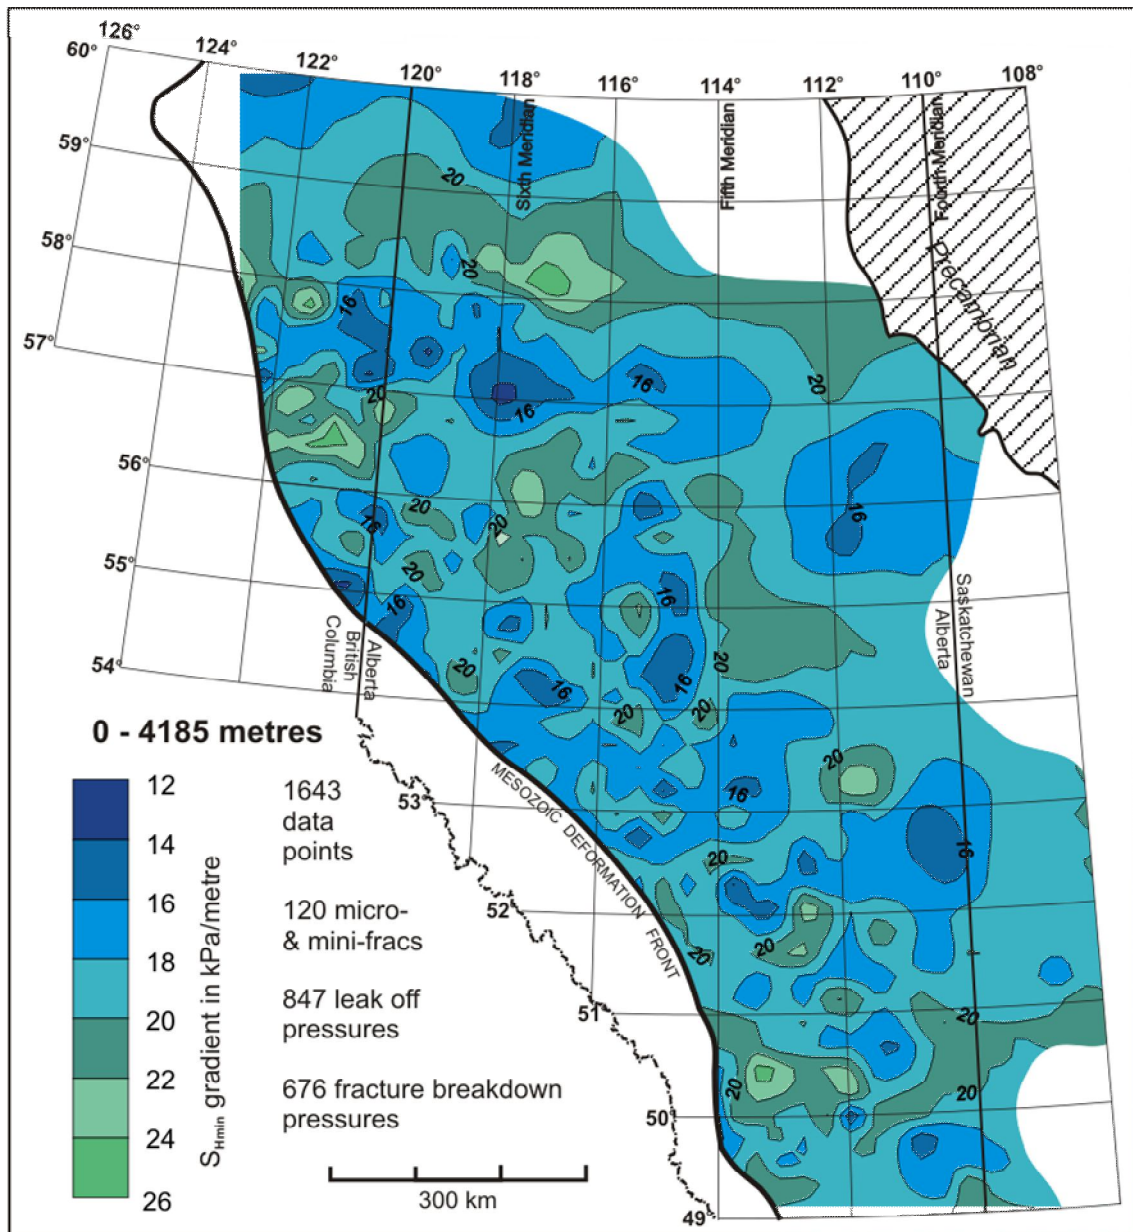 126°
60°
124°
122°
120°
118°
116°
114°
112°
110°
108°
59°
58°
57°
56°
55°
54°
Sixth Meridian
Fifth Meridian
Fourth Meridian
Precambrian
20
20
16
16
16
20
20
16
20
20
16
20
16
16
20
20
16
16
20
20
20
16
16
20
20
20
20
20
20
Saskatchewan
Alberta
Alberta
British
Columbia
MESOZOIC DEFORMATION FRONT
53
52
51
50
49
0 - 4185 metres
12
14
16
18
20
22
24
26
SHmin gradient in kPa/metre
1643
data
points
120 micro-
& mini-fracs
847 leak off
pressures
676 fracture breakdown
pressures
300 km